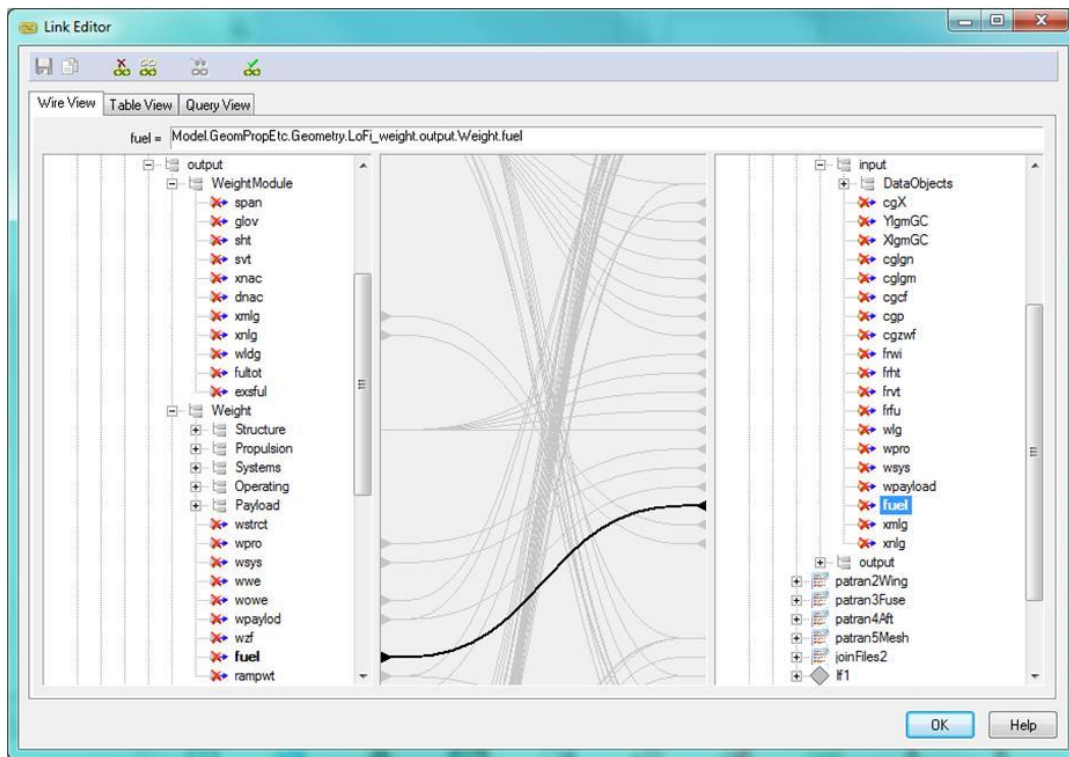 Link Editor
Wire View
Table View
Query View
fuel =
Model.GeomPropEtc.Geometry.LoFi_weight.output.Weight.fuel
output
WeightModule
span
glov
sht
svt
xnac
dnac
xmlg
xnlg
wldg
fultot
exsful
Weight
Structure
Propulsion
Systems
Operating
Payload
wstrct
wpro
wsys
wwe
wowe
wpaylod
wzf
fuel
rampwt
input
DataObjects
cgX
YlgmGC
XlgmGC
cglgn
cglgm
cgcf
cgp
cgzwf
frwi
frht
frvt
frfu
wlg
wpro
wsys
wpayload
fuel
xmlg
xnlg
output
patran2Wing
patran3Fuse
patran4Aft
patran5Mesh
joinFiles2
If1
OK
Help